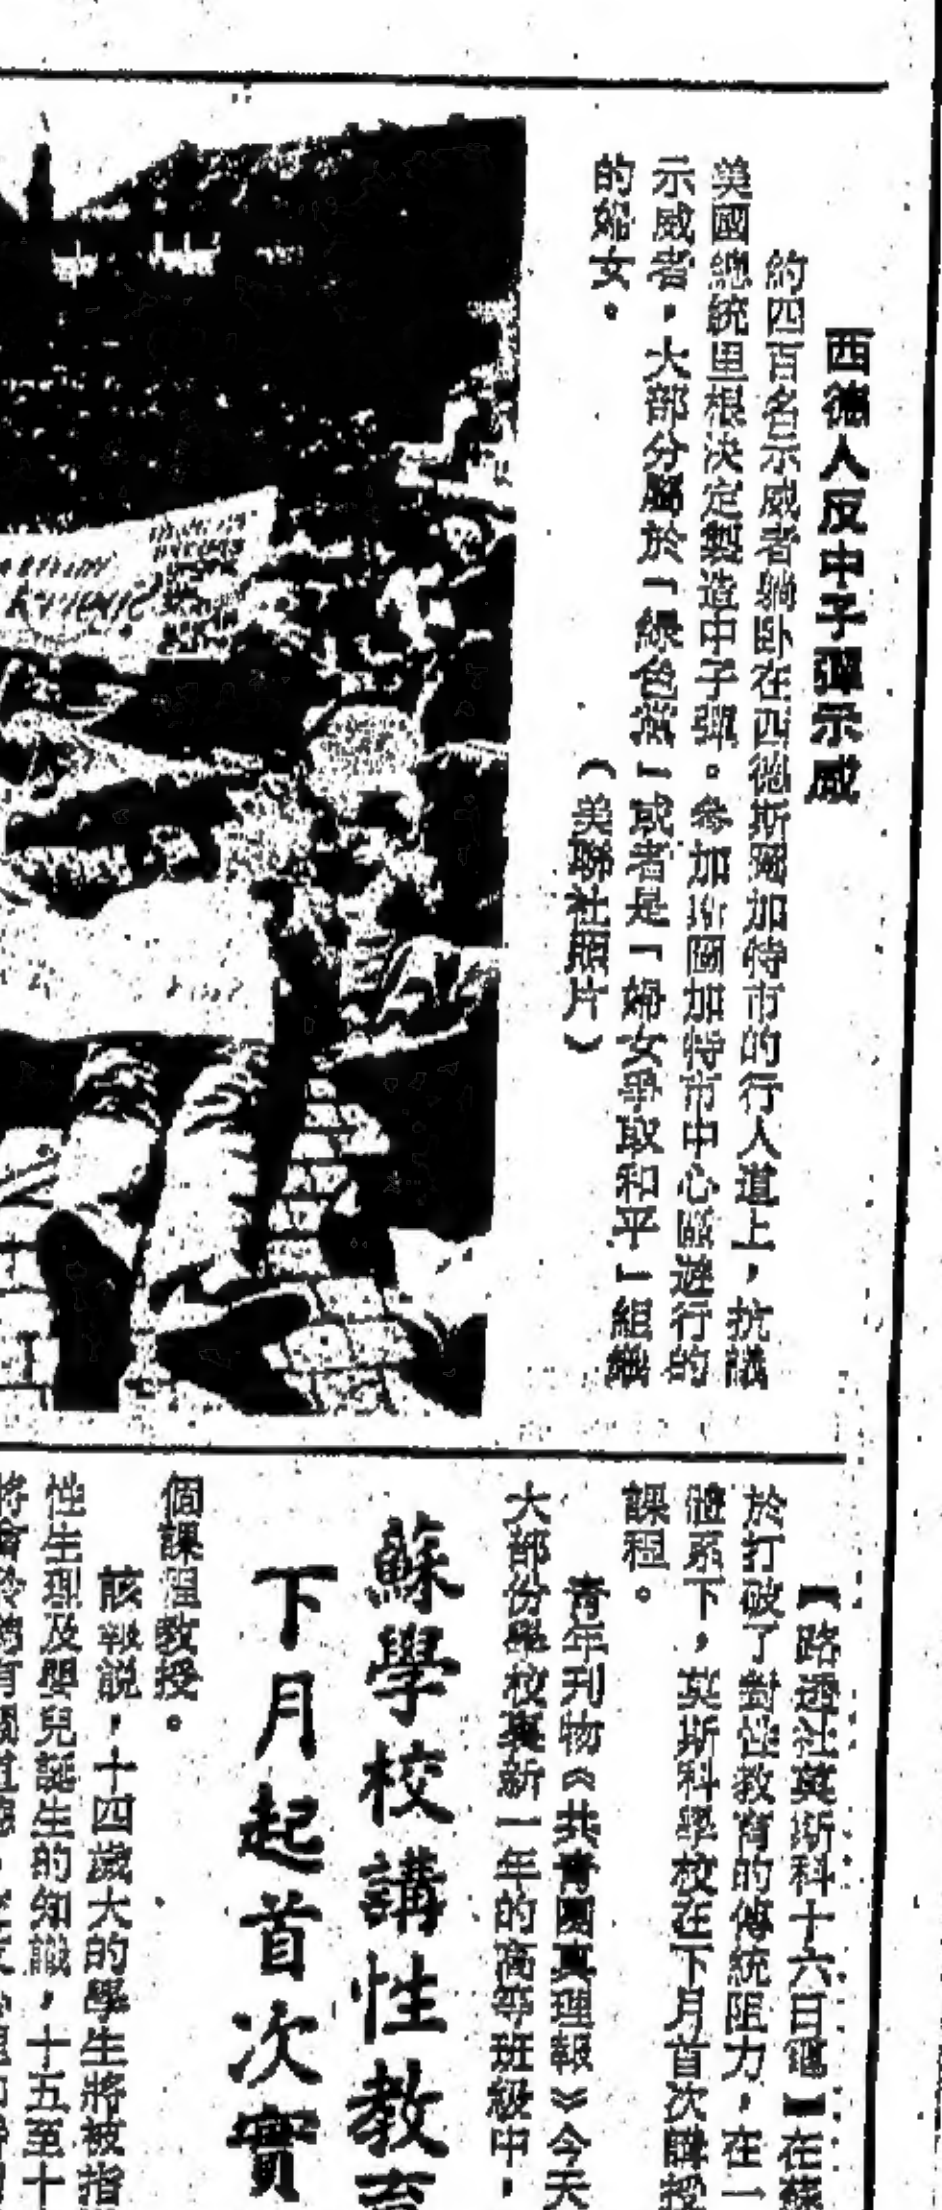 西德人反中子彈示威
約四百名示威者躺卧在西德斯圖加特市的行人道上，抗議
美國總統里根決定製造中子彈。參加斯圖加特市中心區遊行的
示威者，大部分屬於「綠色黨」或者是「婦女爭取和平」組織
的婦女。
（美聯社照片）
【路透社莫斯科十六日電】在蘇
於打破了對性教育的傳統阻力，在一
體系下，莫斯科學校在下月首次講授
課程。
青年刊物《共青團真理報》今天
大部份學校與新一年的高等班級中，
蘇學校講性教育
下月起首次實
個課程教授。
該報說，十四歲大的學生將被指
性生理及嬰兒誕生的知識，十五至十